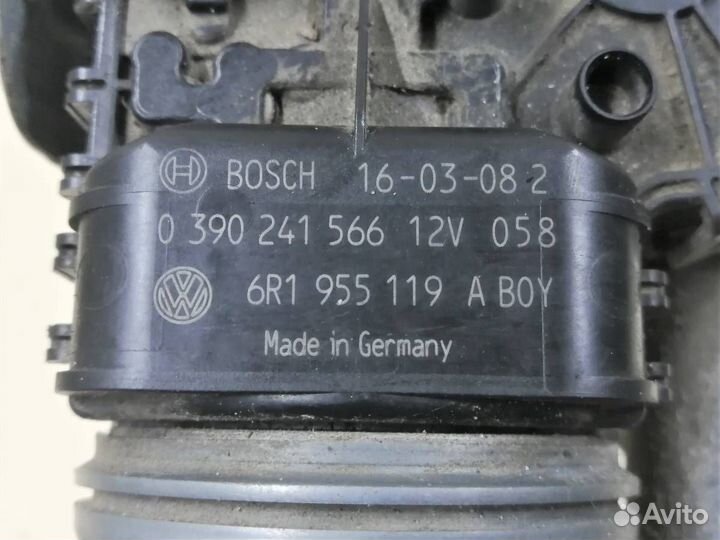 BOSCH 16-03-08 2
0 390 241 566 12V 058
6R1 955 119 A BOY
Made in Germany
Avito